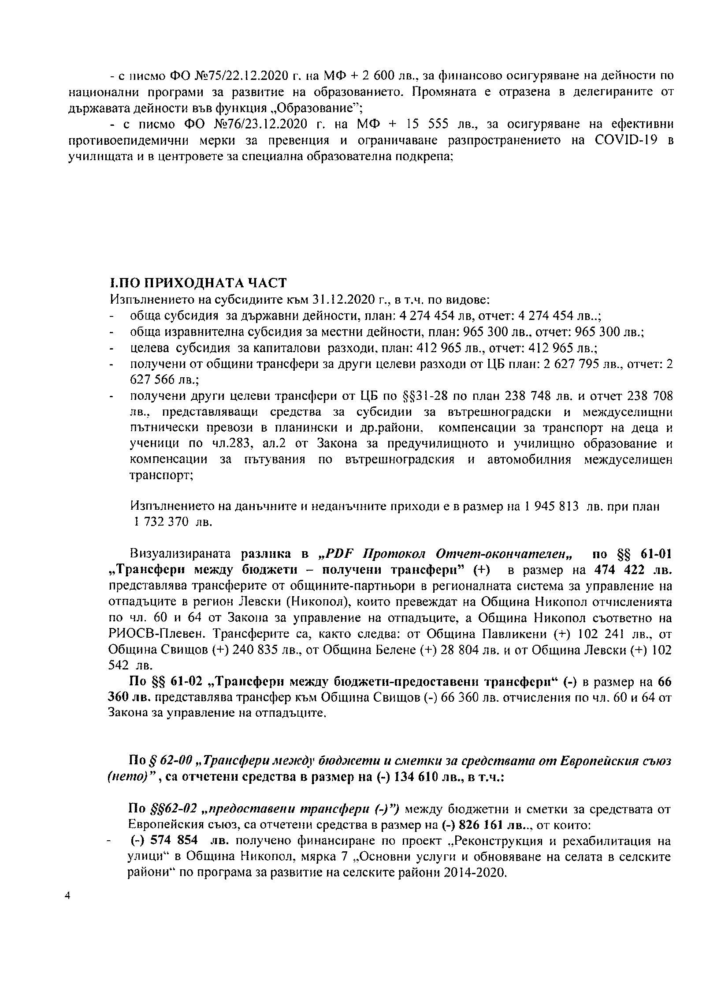 - с писмо ФО №75/22.12.2020 г. на МФ + 2 600 лв., за финансово осигуряване на дейности по
национални програми за развитие на образованието. Промяната е отразена в делегираните от
държавата дейности във функция „Образование”;
- с писмо ФО №76/23.12.2020 г. на МФ + 15 555 лв., за осигуряване на ефективни
противоепидемични мерки за превенция и ограничаване разпространението на COVID-19 в
училищата и в центровете за специална образователна подкрепа;
I.ПО ПРИХОДНАТА ЧАСТ
Изпълнението на субсидиите към 31.12.2020 г., в т.ч. по видове:
- обща субсидия за държавни дейности, план: 4 274 454 лв, отчет: 4 274 454 лв..;
- обща изравнителна субсидия за местни дейности, план: 965 300 лв., отчет: 965 300 лв.;
- целева субсидия за капиталови разходи, план: 412 965 лв., отчет: 412 965 лв.;
- получени от общини трансфери за други целеви разходи от ЦБ план: 2 627 795 лв., отчет: 2
627 566 лв.;
- получени други целеви трансфери от ЦБ по §§31-28 по план 238 748 лв. и отчет 238 708
лв., представляващи средства за субсидии за вътрешноградски и междуселищни
пътнически превози в планински и др.райони, компенсации за транспорт на деца и
ученици по чл.283, ал.2 от Закона за предучилищното и училищно образование и
компенсации за пътувания по вътрешноградския и автомобилния междуселищен
транспорт;
Изпълнението на данъчните и неданъчните приходи е в размер на 1 945 813 лв. при план
1 732 370 лв.
Визуализираната разлика в „PDF Протокол Отчет-окончателен„ по §§ 61-01
„Трансфери между бюджети – получени трансфери” (+) в размер на 474 422 лв.
представлява трансферите от общините-партньори в регионалната система за управление на
отпадъците в регион Левски (Никопол), които превеждат на Община Никопол отчисленията
по чл. 60 и 64 от Закона за управление на отпадъците, а Община Никопол съответно на
РИОСВ-Плевен. Трансферите са, както следва: от Община Павликени (+) 102 241 лв., от
Община Свищов (+) 240 835 лв., от Община Белене (+) 28 804 лв. и от Община Левски (+) 102
542 лв.
По §§ 61-02 „Трансфери между бюджети-предоставени трансфери“ (-) в размер на 66
360 лв. представлява трансфер към Община Свищов (-) 66 360 лв. отчисления по чл. 60 и 64 от
Закона за управление на отпадъците.
По § 62-00 „Трансфери между бюджети и сметки за средствата от Европейския съюз
(нето)” , са отчетени средства в размер на (-) 134 610 лв., в т.ч.:
По §§62-02 „предоставени трансфери (-)”) между бюджетни и сметки за средствата от
Европейския съюз, са отчетени средства в размер на (-) 826 161 лв.., от които:
- (-) 574 854 лв. получено финансиране по проект „Реконструкция и рехабилитация на
улици“ в Община Никопол, мярка 7 „Основни услуги и обновяване на селата в селските
райони“ по програма за развитие на селските райони 2014-2020.
4